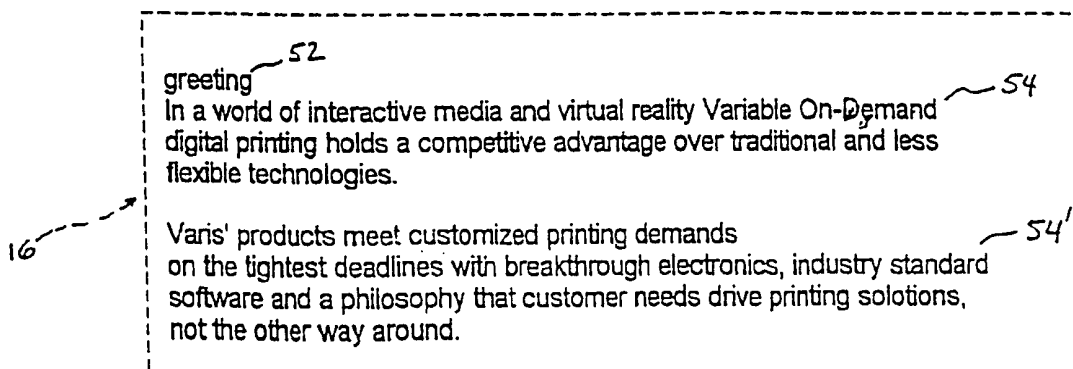 52
greeting
54
In a world of interactive media and virtual reality Variable On-Demand
digital printing holds a competitive advantage over traditional and less
flexible technologies.
16
Varis' products meet customized printing demands
54'
on the tightest deadlines with breakthrough electronics, industry standard
software and a philosophy that customer needs drive printing solotions,
not the other way around.